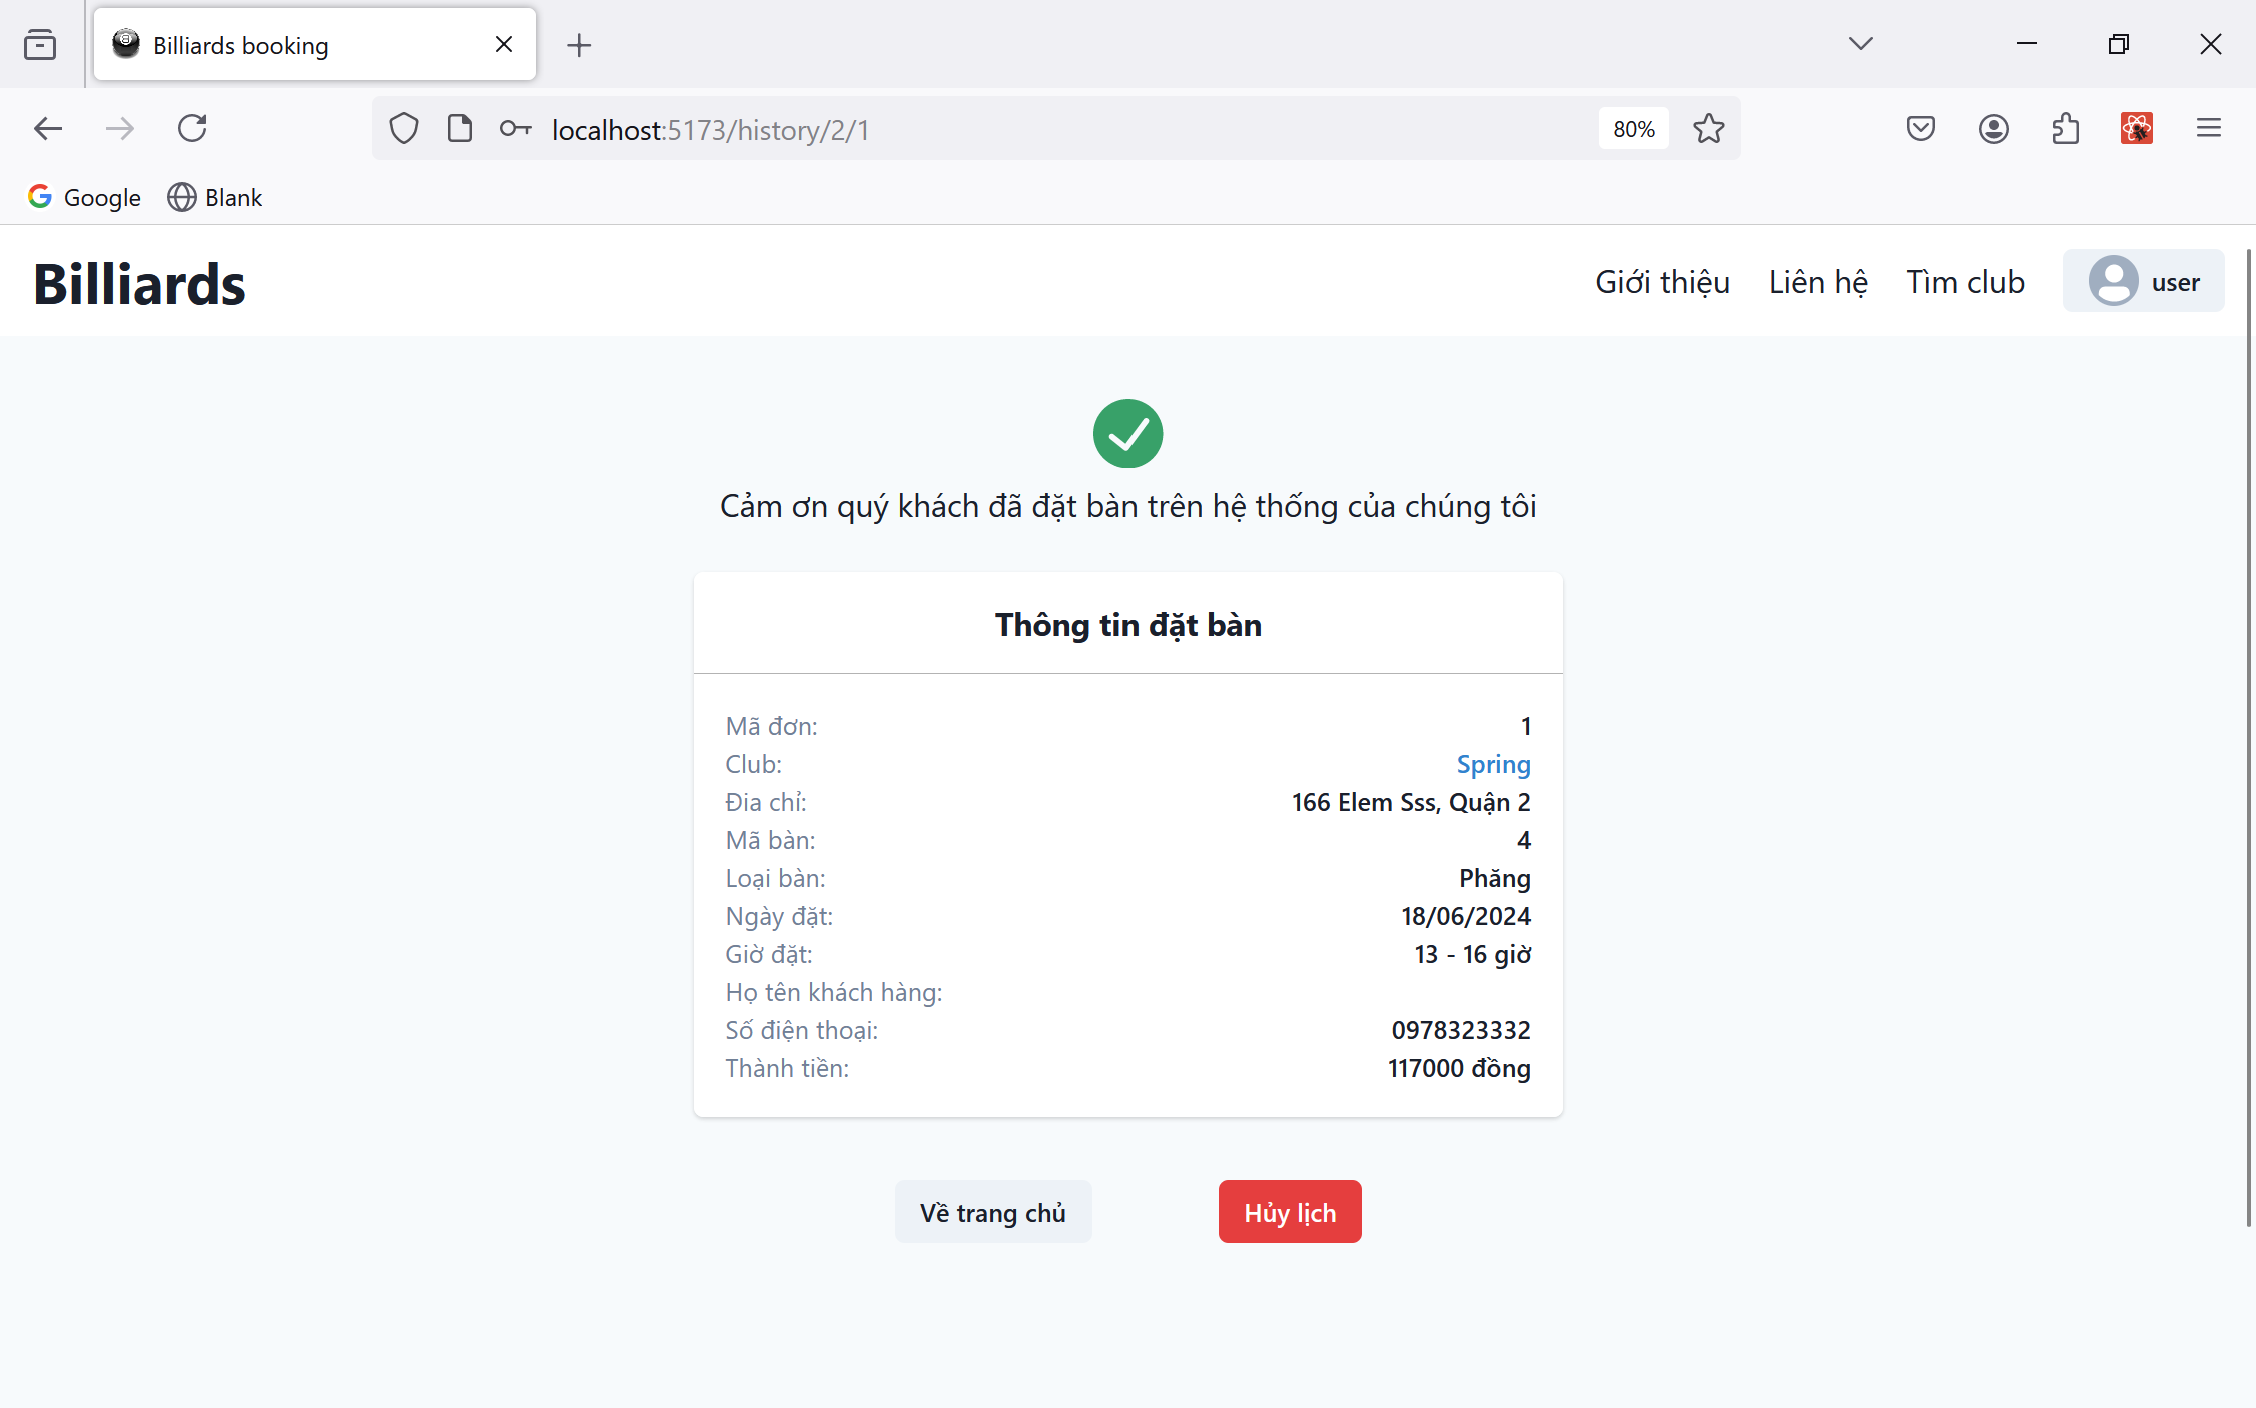 Billiards booking
localhost:5173/history/2/1
80%
Google
Blank
Billiards
Giới thiệu
Liên hệ
Tìm club
user
Cảm ơn quý khách đã đặt bàn trên hệ thống của chúng tôi
Thông tin đặt bàn
Mã đơn: 1
Club: Spring
Đia chỉ: 166 Elem Sss, Quận 2
Mã bàn: 4
Loại bàn: Phăng
Ngày đặt: 18/06/2024
Giờ đặt: 13 - 16 giờ
Họ tên khách hàng:
Số điện thoại: 0978323332
Thành tiền: 117000 đồng
Về trang chủ
Hủy lịch